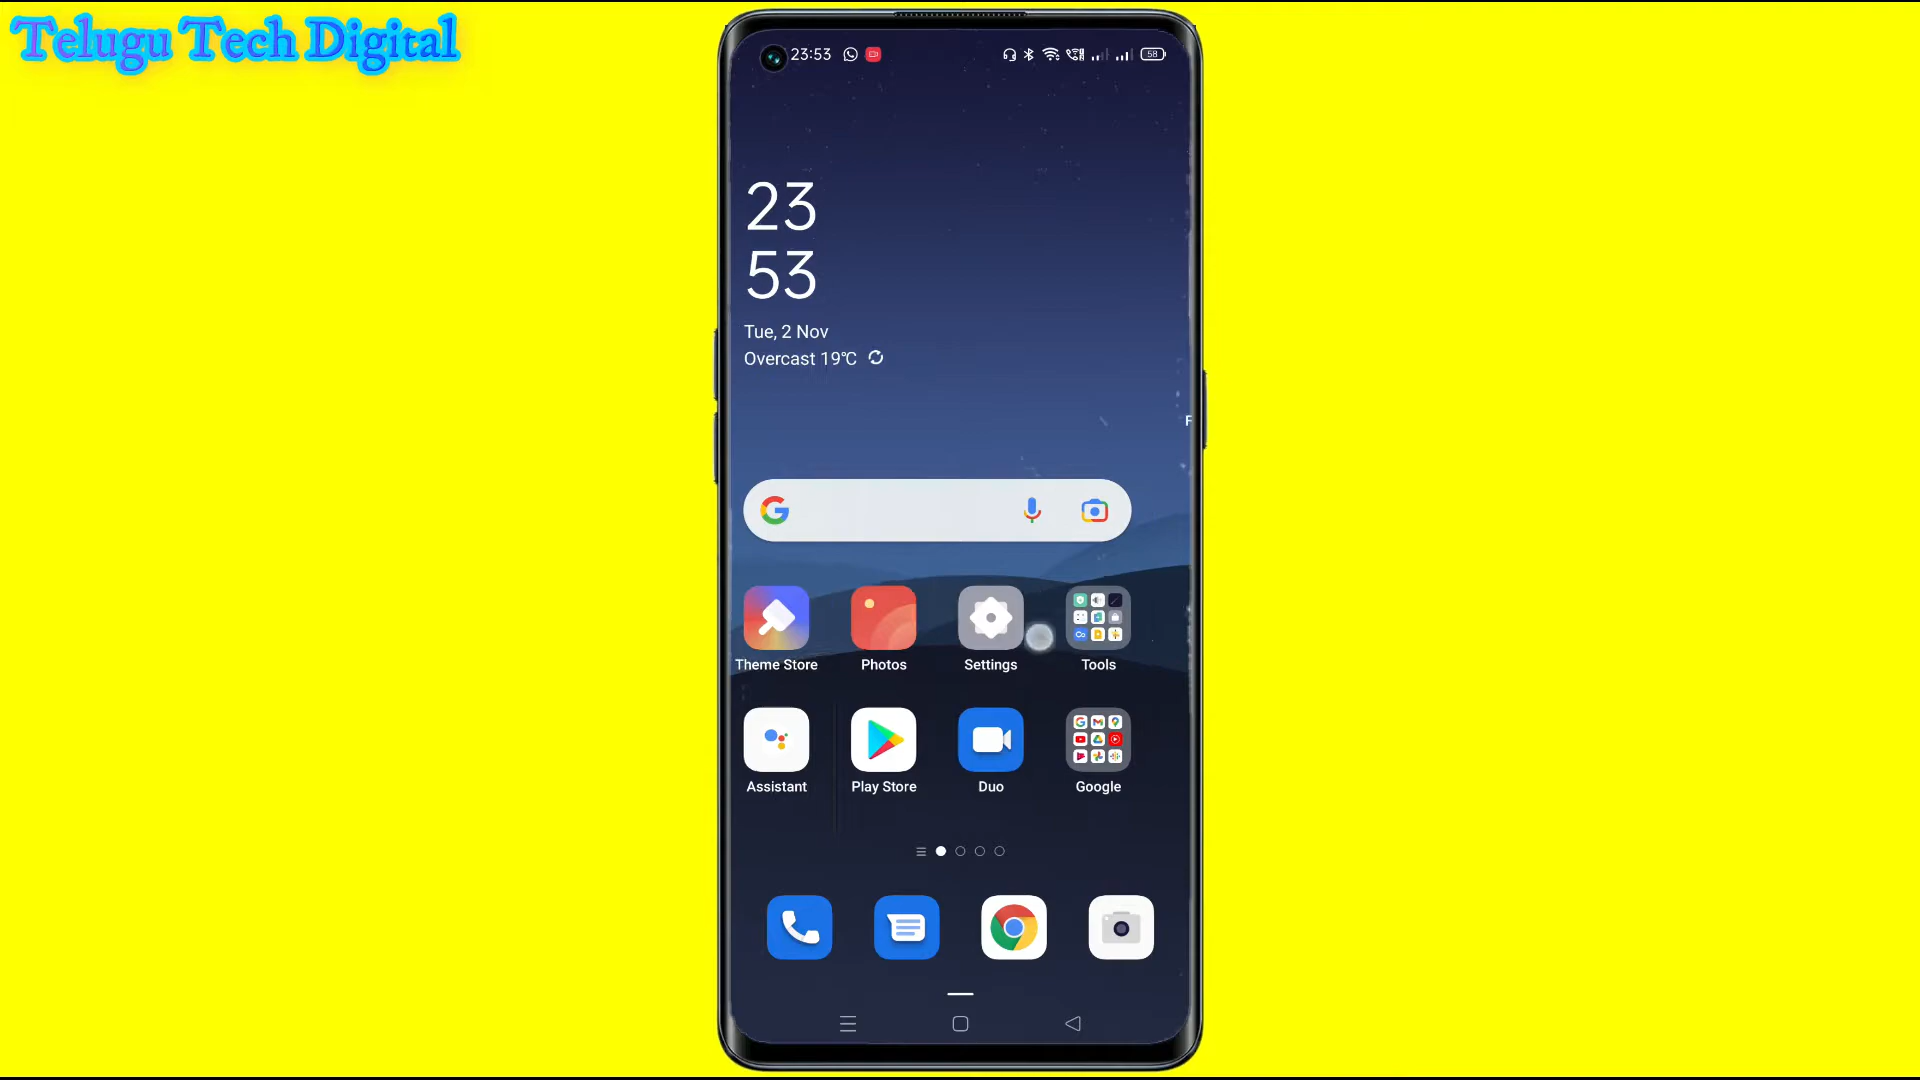 Telugu Tech Digital
23:53
58
23
53
Tue, 2 Nov
Overcast 19℃
F
Theme Store Photos Settings Tools
Assistant Play Store Duo Google